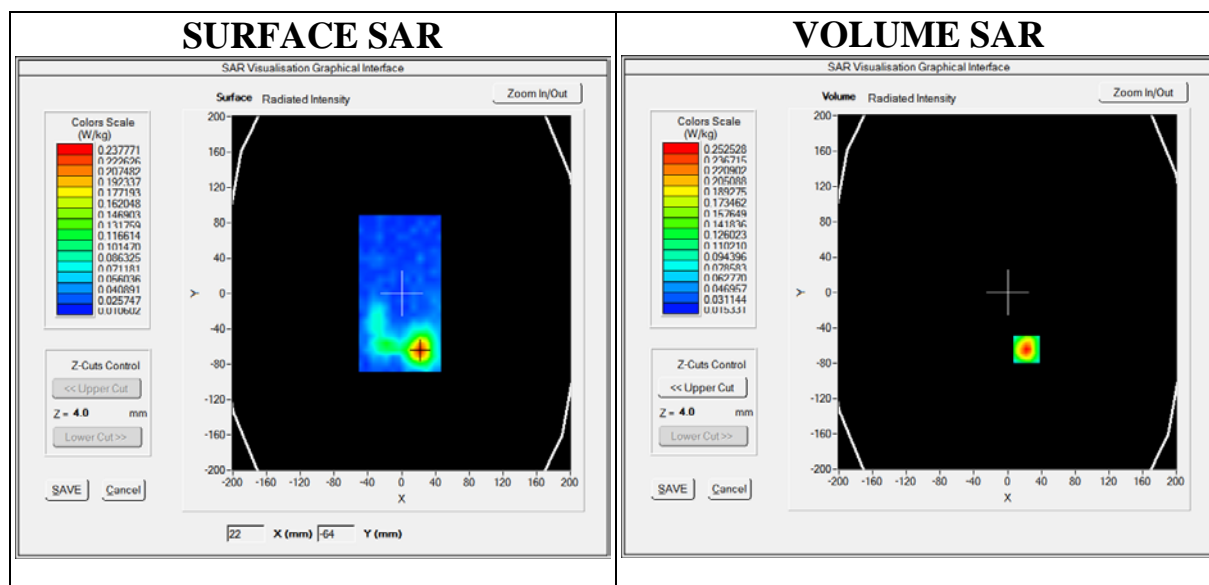 SURFACE SAR
SAR Visualisation Graphical Interface
Surface Radiated Intensity
Zoom In/Out
Colors Scale
(W/kg)
0.237771
0.222626
0.207482
0.192337
0.177193
0.162048
0.146903
0.131759
0.116614
0.101470
0.086325
0.071181
0.056036
0.040891
0.025747
0.010602
Z-Cuts Control
<< Upper Cut
Z = 4.0 mm
Lower Cut >>
SAVE Cancel
200
160
120
80
40
0
-40
-80
-120
-160
-200
Y
-200 -160 -120 -80 -40 0 40 80 120 160 200
X
22 X (mm) -64 Y (mm)
VOLUME SAR
SAR Visualisation Graphical Interface
Volume Radiated Intensity
Zoom In/Out
Colors Scale
(W/kg)
0.252528
0.236715
0.220902
0.205088
0.189275
0.173462
0.157649
0.141836
0.126023
0.110210
0.094396
0.078583
0.062770
0.046957
0.031144
0.015331
Z-Cuts Control
<< Upper Cut
Z = 4.0 mm
Lower Cut >>
SAVE Cancel
200
160
120
80
40
0
-40
-80
-120
-160
-200
Y
-200 -160 -120 -80 -40 0 40 80 120 160 200
X